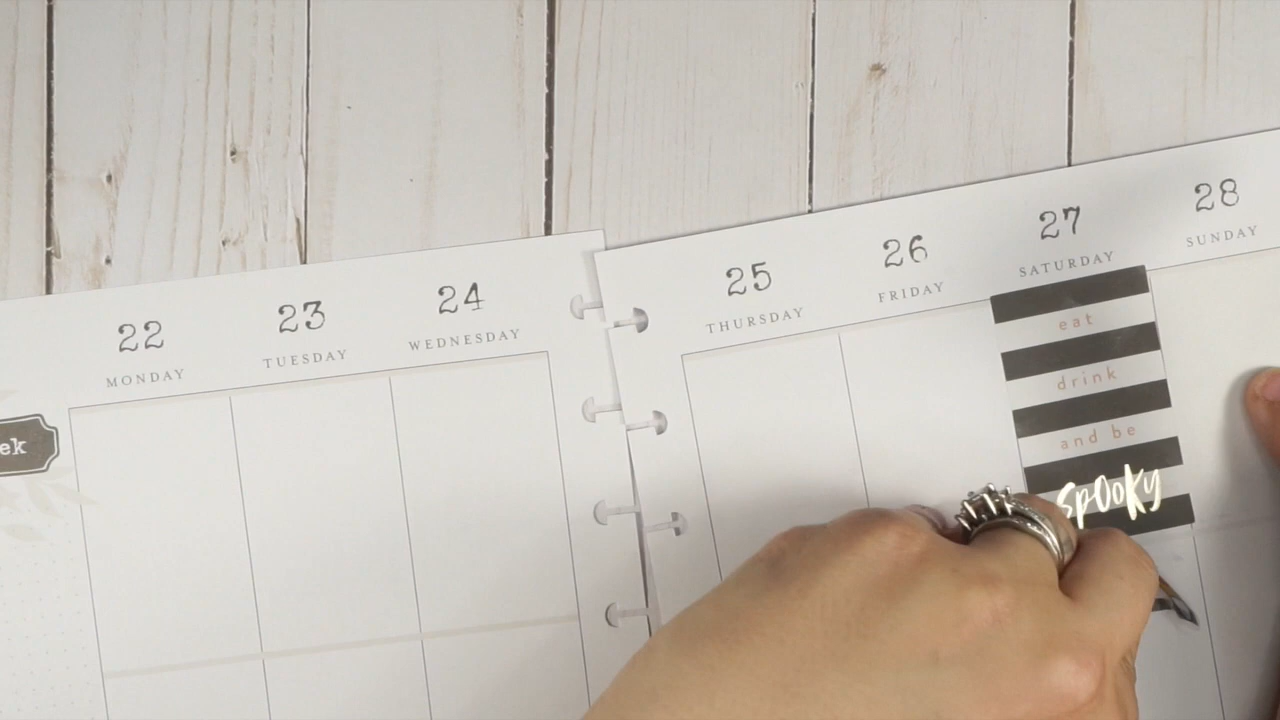 22
MONDAY
23
TUESDAY
24
WEDNESDAY
25
THURSDAY
26
FRIDAY
27
SATURDAY
28
SUNDAY
eat
drink
and be
SPOOKY